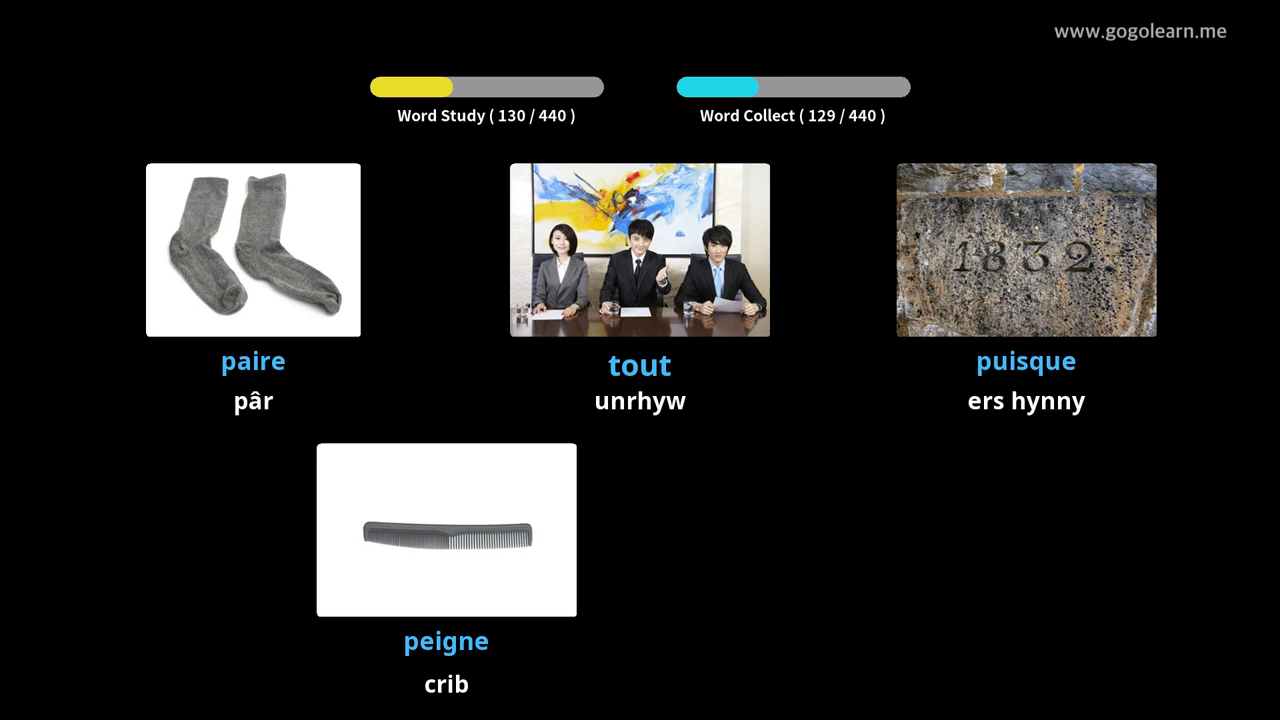 www.gogolearn.me
Word Study ( 130 / 440 )
Word Collect ( 129 / 440 )
1832.
paire
pâr
tout
unrhyw
puisque
ers hynny
peigne
crib